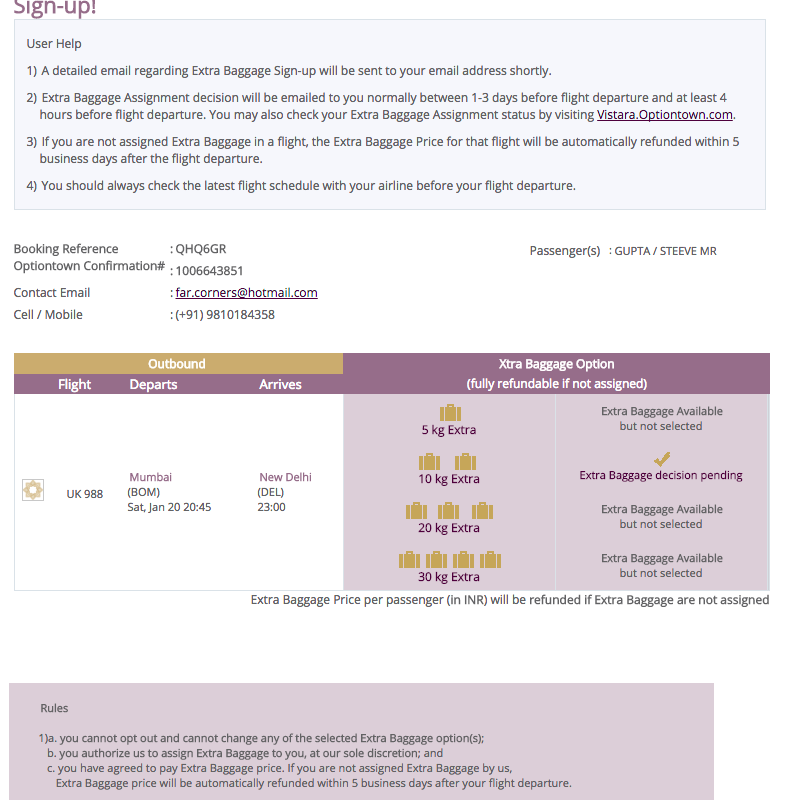 Sign-up!
User Help
1) A detailed email regarding Extra Baggage Sign-up will be sent to your email address shortly.
2) Extra Baggage Assignment decision will be emailed to you normally between 1-3 days before flight departure and at least 4
hours before flight departure. You may also check your Extra Baggage Assignment status by visiting Vistara.Optiontown.com.
3) If you are not assigned Extra Baggage in a flight, the Extra Baggage Price for that flight will be automatically refunded within 5
business days after the flight departure.
4) You should always check the latest flight schedule with your airline before your flight departure.
Booking Reference : QHQ6GR
Passenger(s) : GUPTA / STEEVE MR
Optiontown Confirmation# : 1006643851
Contact Email : far.corners@hotmail.com
Cell / Mobile : (+91) 9810184358
Outbound
Xtra Baggage Option
Flight Departs Arrives
(fully refundable if not assigned)
UK 988
Mumbai
(BOM)
Sat, Jan 20 20:45
New Delhi
(DEL)
23:00
5 kg Extra
Extra Baggage Available
but not selected
10 kg Extra
Extra Baggage decision pending
20 kg Extra
Extra Baggage Available
but not selected
30 kg Extra
Extra Baggage Available
but not selected
Extra Baggage Price per passenger (in INR) will be refunded if Extra Baggage are not assigned
Rules
1)a. you cannot opt out and cannot change any of the selected Extra Baggage option(s);
b. you authorize us to assign Extra Baggage to you, at our sole discretion; and
c. you have agreed to pay Extra Baggage price. If you are not assigned Extra Baggage by us,
Extra Baggage price will be automatically refunded within 5 business days after your flight departure.